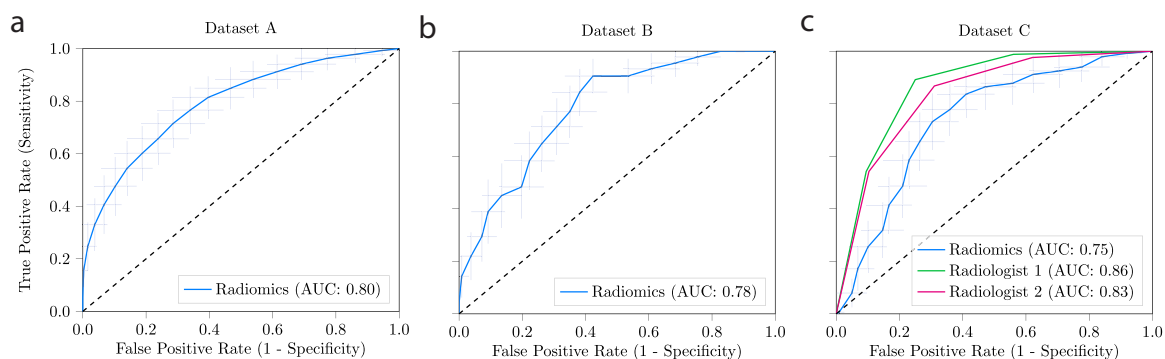 a
Dataset A
1.0
0.8
0.6
0.4
0.2
0.0
True Positive Rate (Sensitivity)
0.0 0.2 0.4 0.6 0.8 1.0
False Positive Rate (1 - Specificity)
Radiomics (AUC: 0.80)
b
Dataset B
0.0 0.2 0.4 0.6 0.8 1.0
False Positive Rate (1 - Specificity)
Radiomics (AUC: 0.78)
c
Dataset C
Radiomics (AUC: 0.75)
Radiologist 1 (AUC: 0.86)
Radiologist 2 (AUC: 0.83)
0.0 0.2 0.4 0.6 0.8 1.0
False Positive Rate (1 - Specificity)